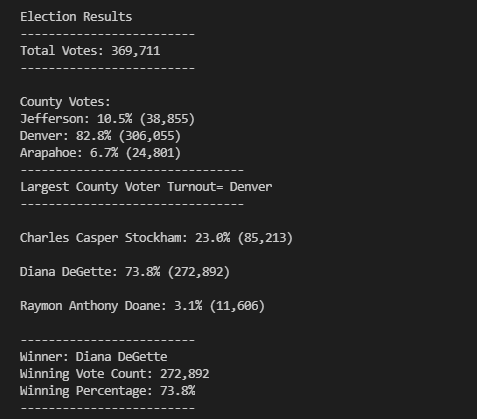 Election Results
-------------------------
Total Votes: 369,711
-------------------------
County Votes:
Jefferson: 10.5% (38,855)
Denver: 82.8% (306,055)
Arapahoe: 6.7% (24,801)
--------------------------------
Largest County Voter Turnout= Denver
--------------------------------
Charles Casper Stockham: 23.0% (85,213)
Diana DeGette: 73.8% (272,892)
Raymon Anthony Doane: 3.1% (11,606)
-------------------------
Winner: Diana DeGette
Winning Vote Count: 272,892
Winning Percentage: 73.8%
-------------------------